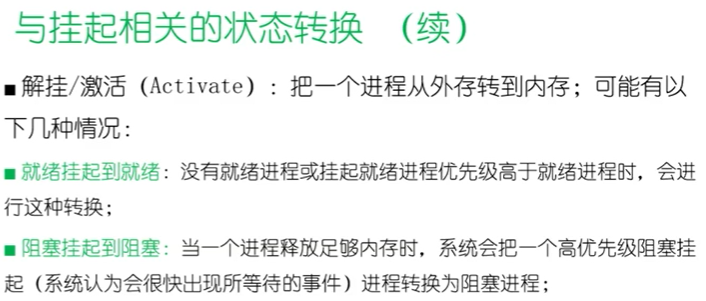 与挂起相关的状态转换 （续）
■ 解挂/激活（Activate）: 把一个进程从外存转到内存；可能有以
下几种情况：
■ 就绪挂起到就绪：没有就绪进程或挂起就绪进程优先级高于就绪进程时，会进
行这种转换；
■ 阻塞挂起到阻塞：当一个进程释放足够内存时，系统会把一个高优先级阻塞挂
起（系统认为会很快出现所等待的事件）进程转换为阻塞进程；